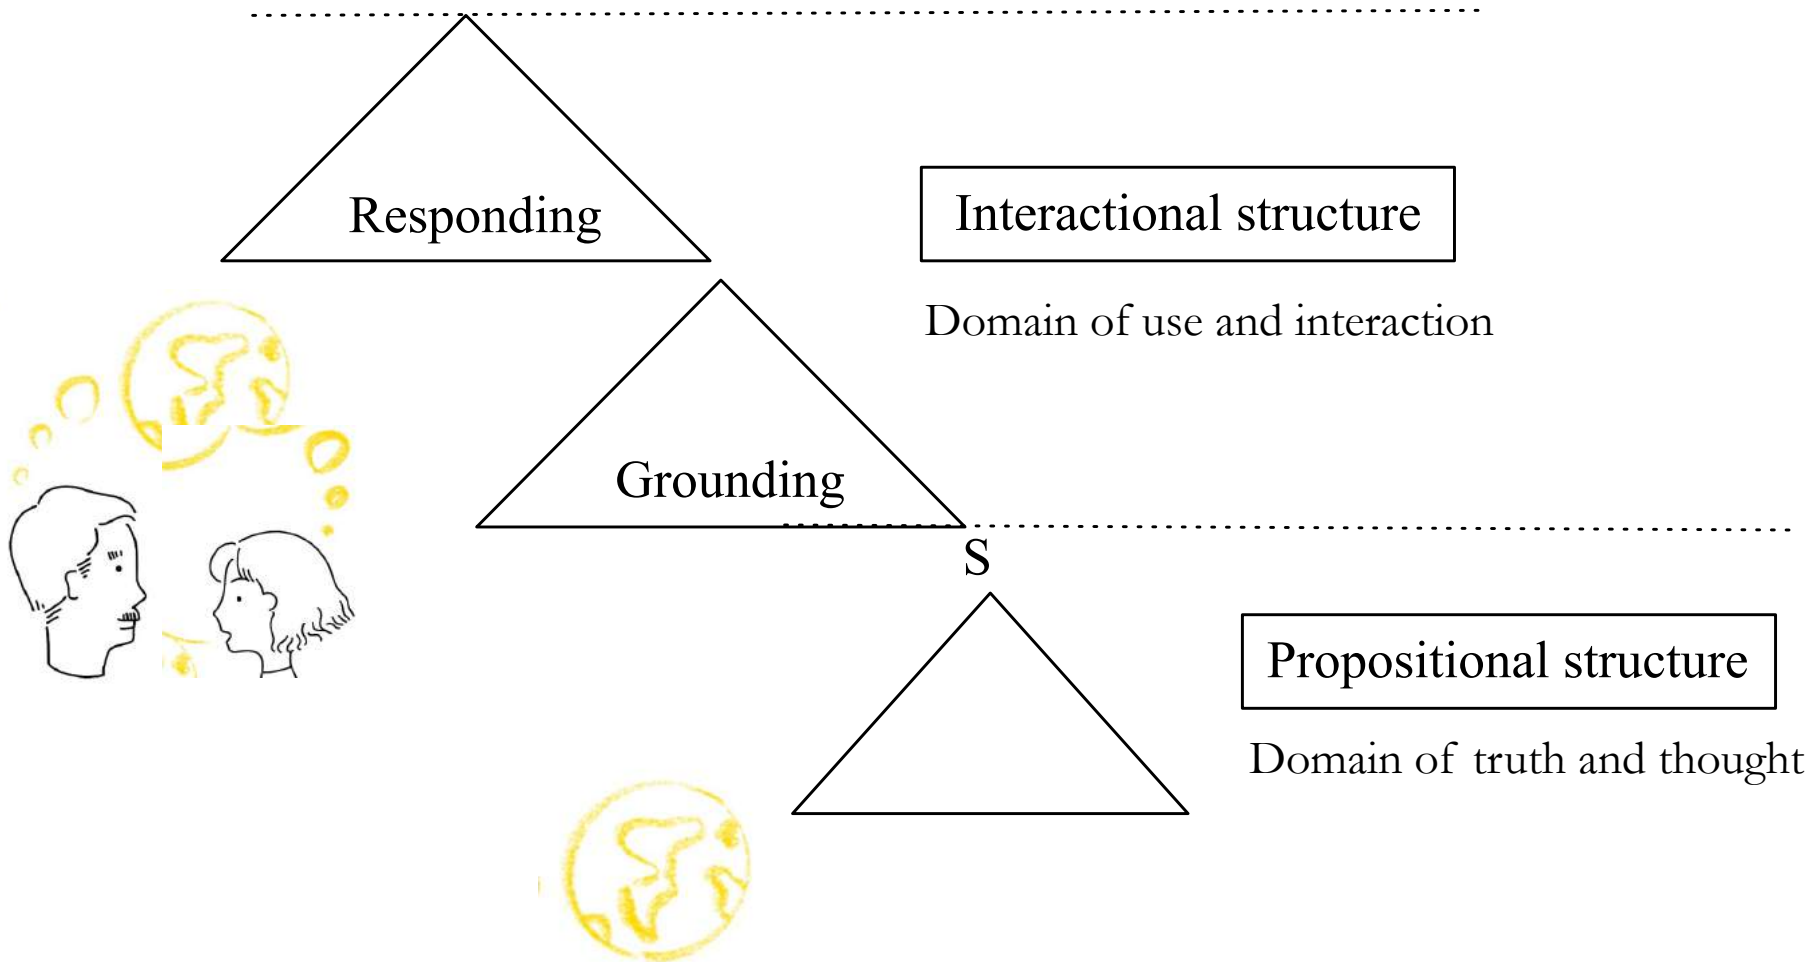 Responding
Interactional structure
Domain of use and interaction
Grounding
S
Propositional structure
Domain of truth and thought